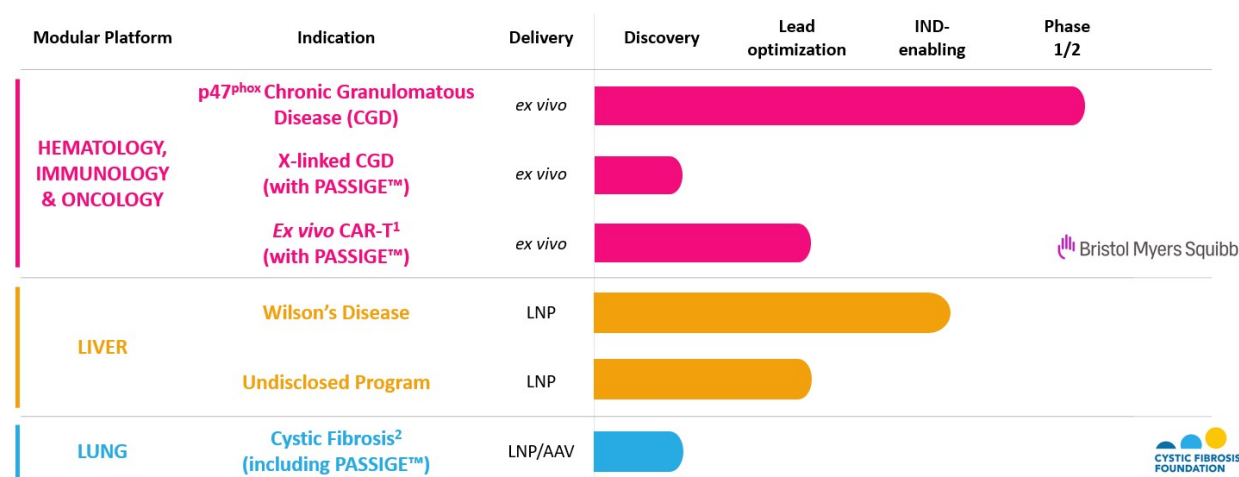 Modular Platform Indication Delivery Discovery Lead optimization IND-enabling Phase 1/2
p47phox Chronic Granulomatous
Disease (CGD)
ex vivo
HEMATOLOGY,
IMMUNOLOGY
& ONCOLOGY
X-linked CGD
(with PASSIGE™)
ex vivo
Ex vivo CAR-T1
(with PASSIGE™)
ex vivo
Bristol Myers Squibb
LIVER
Wilson’s Disease
LNP
Undisclosed Program
LNP
LUNG
Cystic Fibrosis2
(including PASSIGE™)
LNP/AAV
CYSTIC FIBROSIS
FOUNDATION